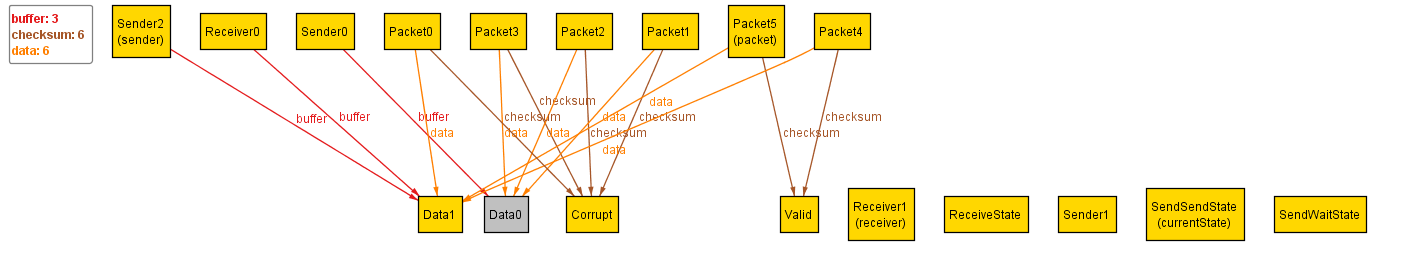 buffer: 3
checksum: 6
data: 6
Sender2
(sender)
Receiver0
Sender0
Packet0
Packet3
Packet2
Packet1
Packet5
(packet)
Packet4
buffer
buffer
buffer
data
checksum
data
checksum
data
checksum
data
data
checksum
data
checksum
checksum
Data1
Data0
Corrupt
Valid
Receiver1
(receiver)
ReceiveState
Sender1
SendSendState
(currentState)
SendWaitState